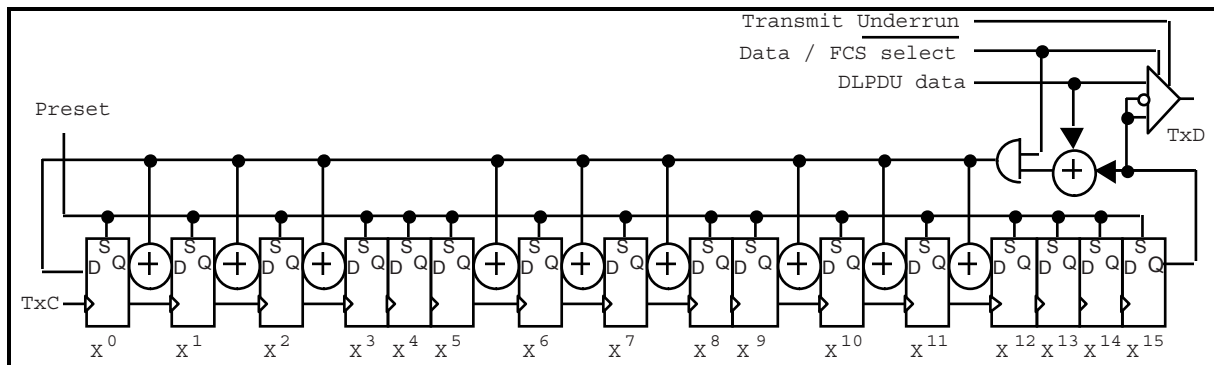 Transmit Underrun
Data / FCS select
DLPDU data
Preset
TxD
+
+ + + + + + + + +
S S S S S S S S S S S S S S S S
D Q D Q D Q D Q D Q D Q D Q D Q D Q D Q D Q D Q D Q D Q D Q D Q
TxC
X⁰ X¹ X² X³ X⁴ X⁵ X⁶ X⁷ X⁸ X⁹ X¹⁰ X¹¹ X¹² X¹³ X¹⁴ X¹⁵